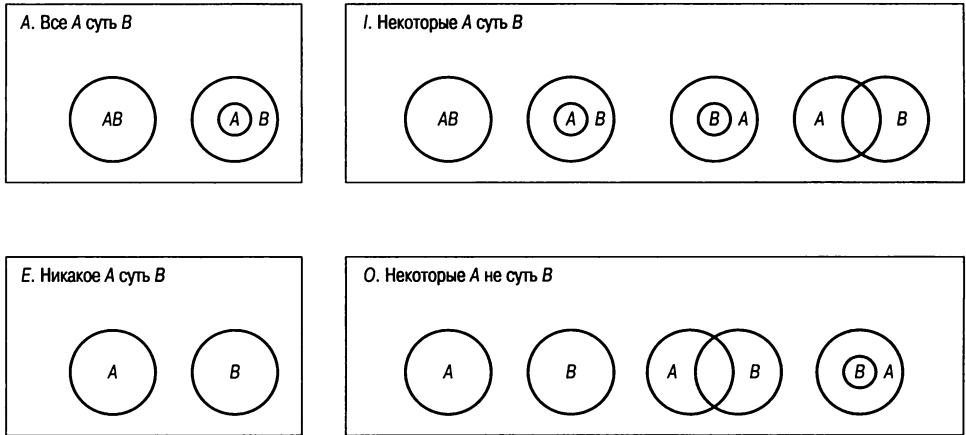 A. Все A суть B
AB
A B
I. Некоторые A суть B
AB
A B
B A
A B
E. Никакое A суть B
A
B
O. Некоторые A не суть B
A
B
A B
B A